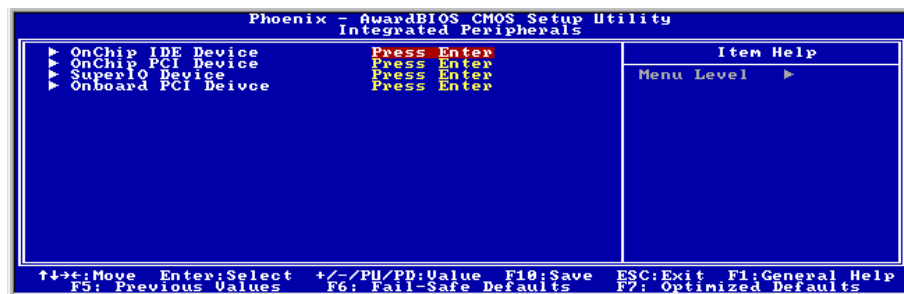 Phoenix - AwardBIOS CMOS Setup Utility
Integrated Peripherals
► OnChip IDE Device Press Enter
► OnChip PCI Device Press Enter
► SuperIO Device Press Enter
► Onboard PCI Deivce Press Enter
Item Help
Menu Level ►
↑↓→←:Move Enter:Select +/-/PU/PD:Value F10:Save ESC:Exit F1:General Help
F5: Previous Values F6: Fail-Safe Defaults F7: Optimized Defaults